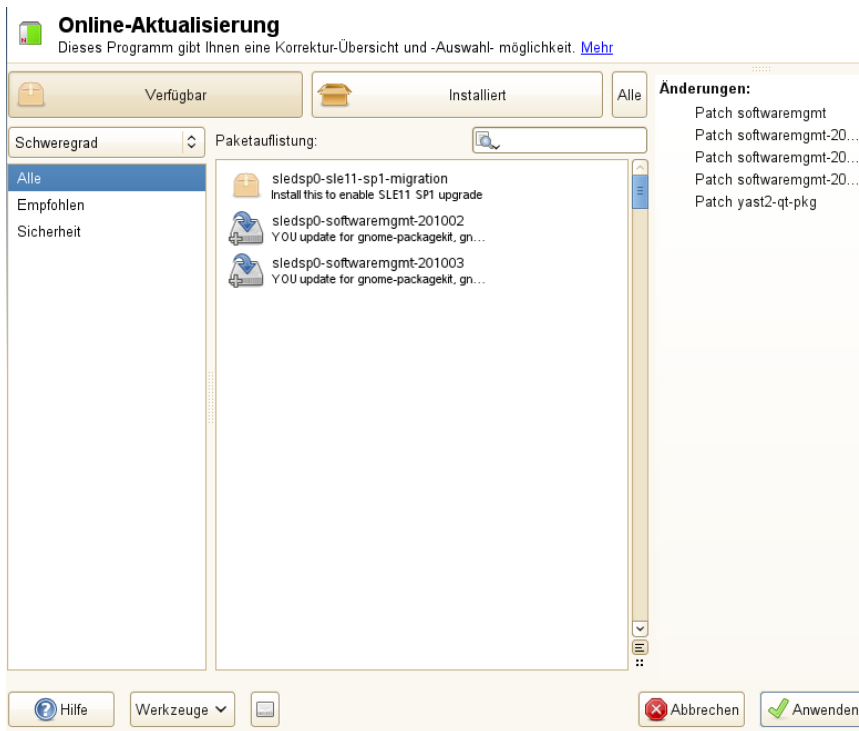 Online-Aktualisierung
Dieses Programm gibt Ihnen eine Korrektur-Übersicht und -Auswahl- möglichkeit. Mehr
Verfügbar
Installiert
Alle
Schweregrad
Paketauflistung:
Alle
Empfohlen
Sicherheit
sledsp0-sle11-sp1-migration
Install this to enable SLE11 SP1 upgrade
sledsp0-softwaremgmt-201002
YOU update for gnome-packagekit, gn...
sledsp0-softwaremgmt-201003
YOU update for gnome-packagekit, gn...
Änderungen:
Patch softwaremgmt
Patch softwaremgmt-20...
Patch softwaremgmt-20...
Patch softwaremgmt-20...
Patch yast2-qt-pkg
Hilfe
Werkzeuge
Abbrechen
Anwenden